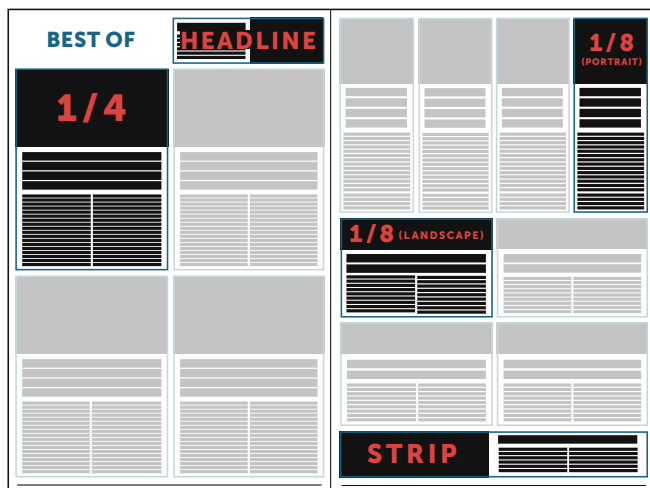 BEST OF
HEADLINE
1/4
1/8
(PORTRAIT)
1/8 (LANDSCAPE)
STRIP